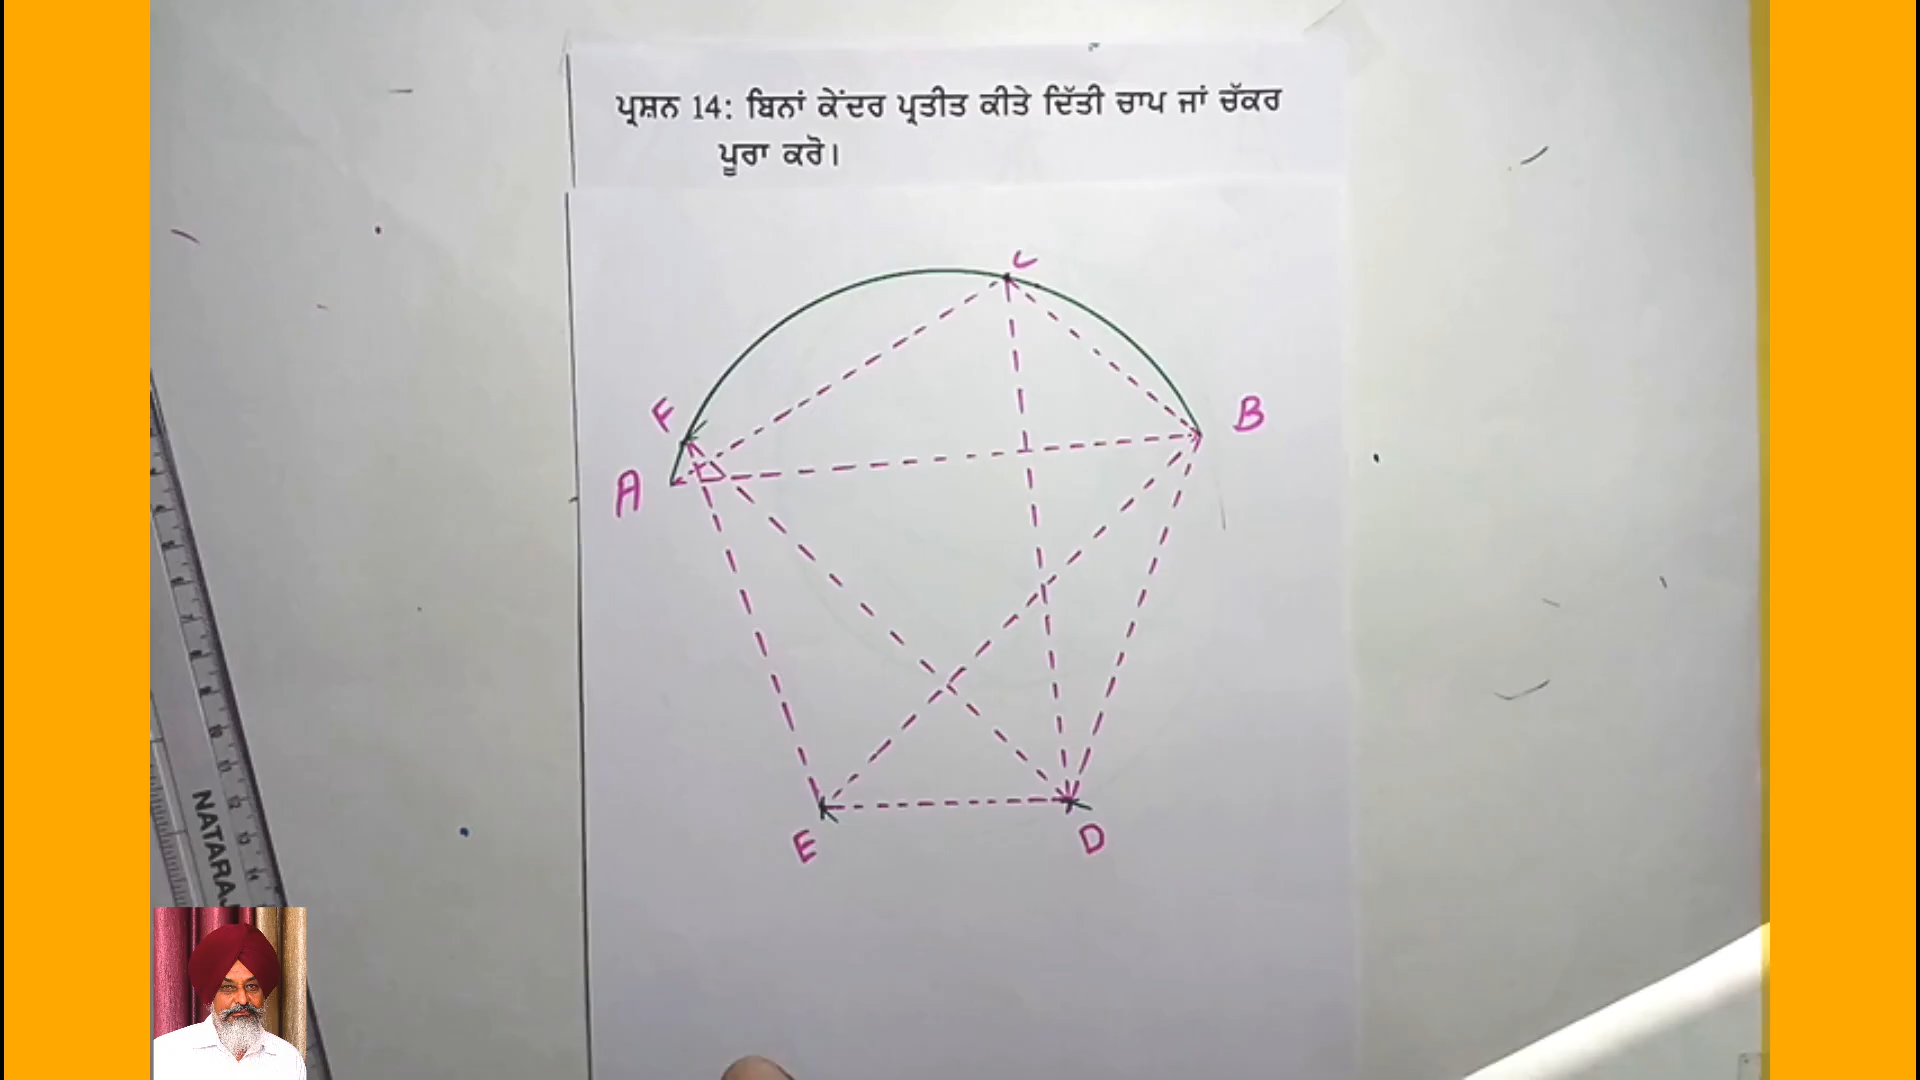 ਪ੍ਰਸ਼ਨ 14: ਬਿਨਾਂ ਕੇਂਦਰ ਪ੍ਰਤੀਤ ਕੀਤੇ ਦਿੱਤੀ ਚਾਪ ਜਾਂ ਚੱਕਰ
ਪੂਰਾ ਕਰੋ।
C
F
B
A
E
D
NATARAJ